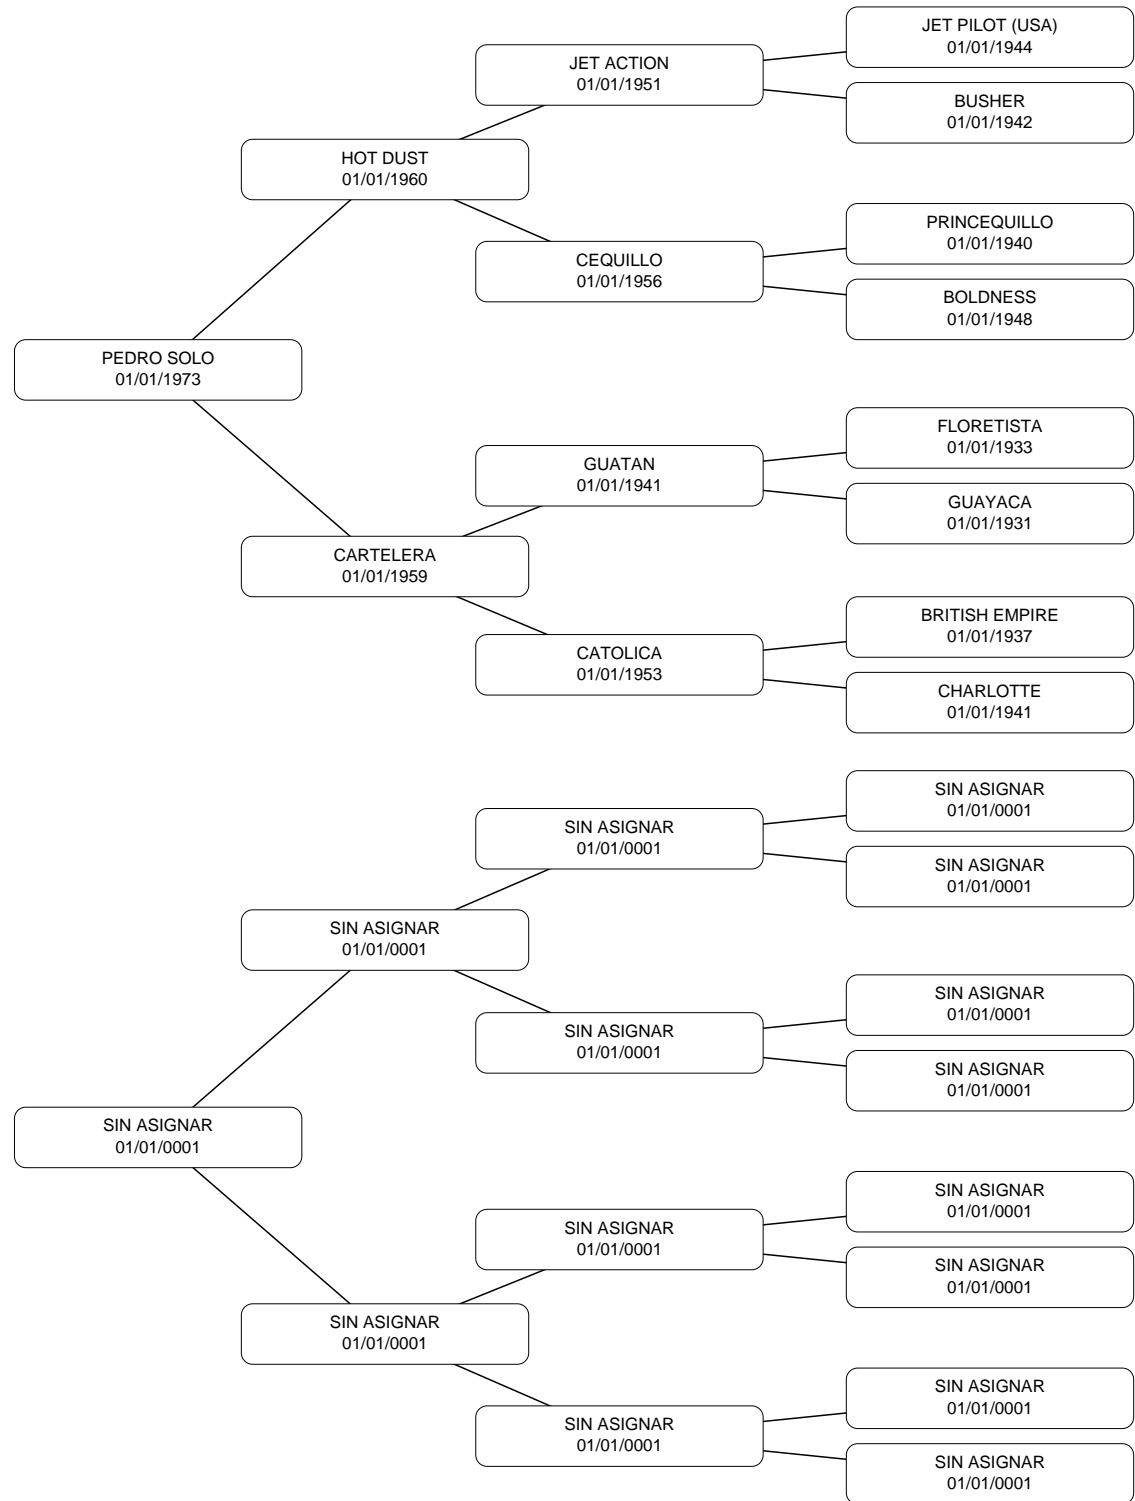 JET PILOT (USA)
01/01/1944
JET ACTION
01/01/1951
BUSHER
01/01/1942
HOT DUST
01/01/1960
PRINCEQUILLO
01/01/1940
CEQUILLO
01/01/1956
BOLDNESS
01/01/1948
PEDRO SOLO
01/01/1973
FLORETISTA
01/01/1933
GUATAN
01/01/1941
GUAYACA
01/01/1931
CARTELERA
01/01/1959
BRITISH EMPIRE
01/01/1937
CATOLICA
01/01/1953
CHARLOTTE
01/01/1941
SIN ASIGNAR
01/01/0001
SIN ASIGNAR
01/01/0001
SIN ASIGNAR
01/01/0001
SIN ASIGNAR
01/01/0001
SIN ASIGNAR
01/01/0001
SIN ASIGNAR
01/01/0001
SIN ASIGNAR
01/01/0001
SIN ASIGNAR
01/01/0001
SIN ASIGNAR
01/01/0001
SIN ASIGNAR
01/01/0001
SIN ASIGNAR
01/01/0001
SIN ASIGNAR
01/01/0001
SIN ASIGNAR
01/01/0001
SIN ASIGNAR
01/01/0001
SIN ASIGNAR
01/01/0001